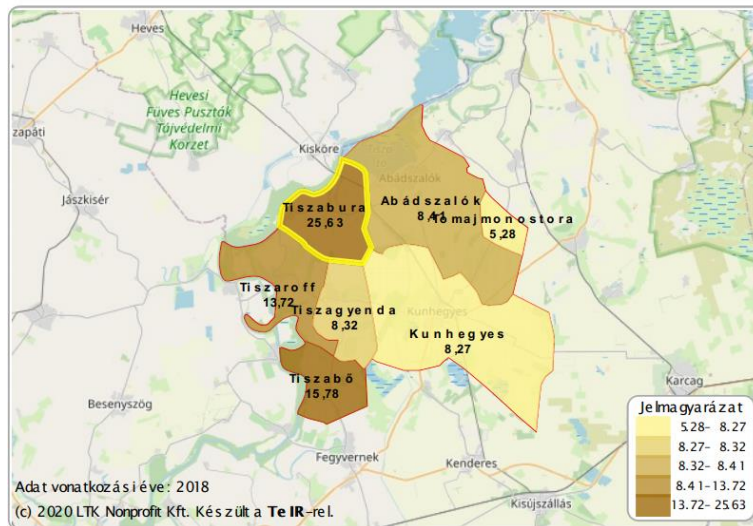 Heves
Hevesi
Füves Puszták
Tájvédelmi
Korzet
zapáti
Kisköre
Jászkisér
Abádszalók
Tiszabura
25,63
Abádszalók
8,41
Tomajmonostora
5,28
Tiszaroff
13,72
Tiszagyenda
8,32
Kunhegyes
Kunhegyes
8,27
Tiszabő
15,78
Besenyszög
Karcag
Fegyvernek
Kenderes
Kisújszállás
Jelmagyarázat
5.28- 8.27
8.27- 8.32
8.32- 8.41
8.41-13.72
13.72-25.63
Adat vonatkozási éve: 2018
(c) 2020 LTK Nonprofit Kft. Készült a TeIR-rel.